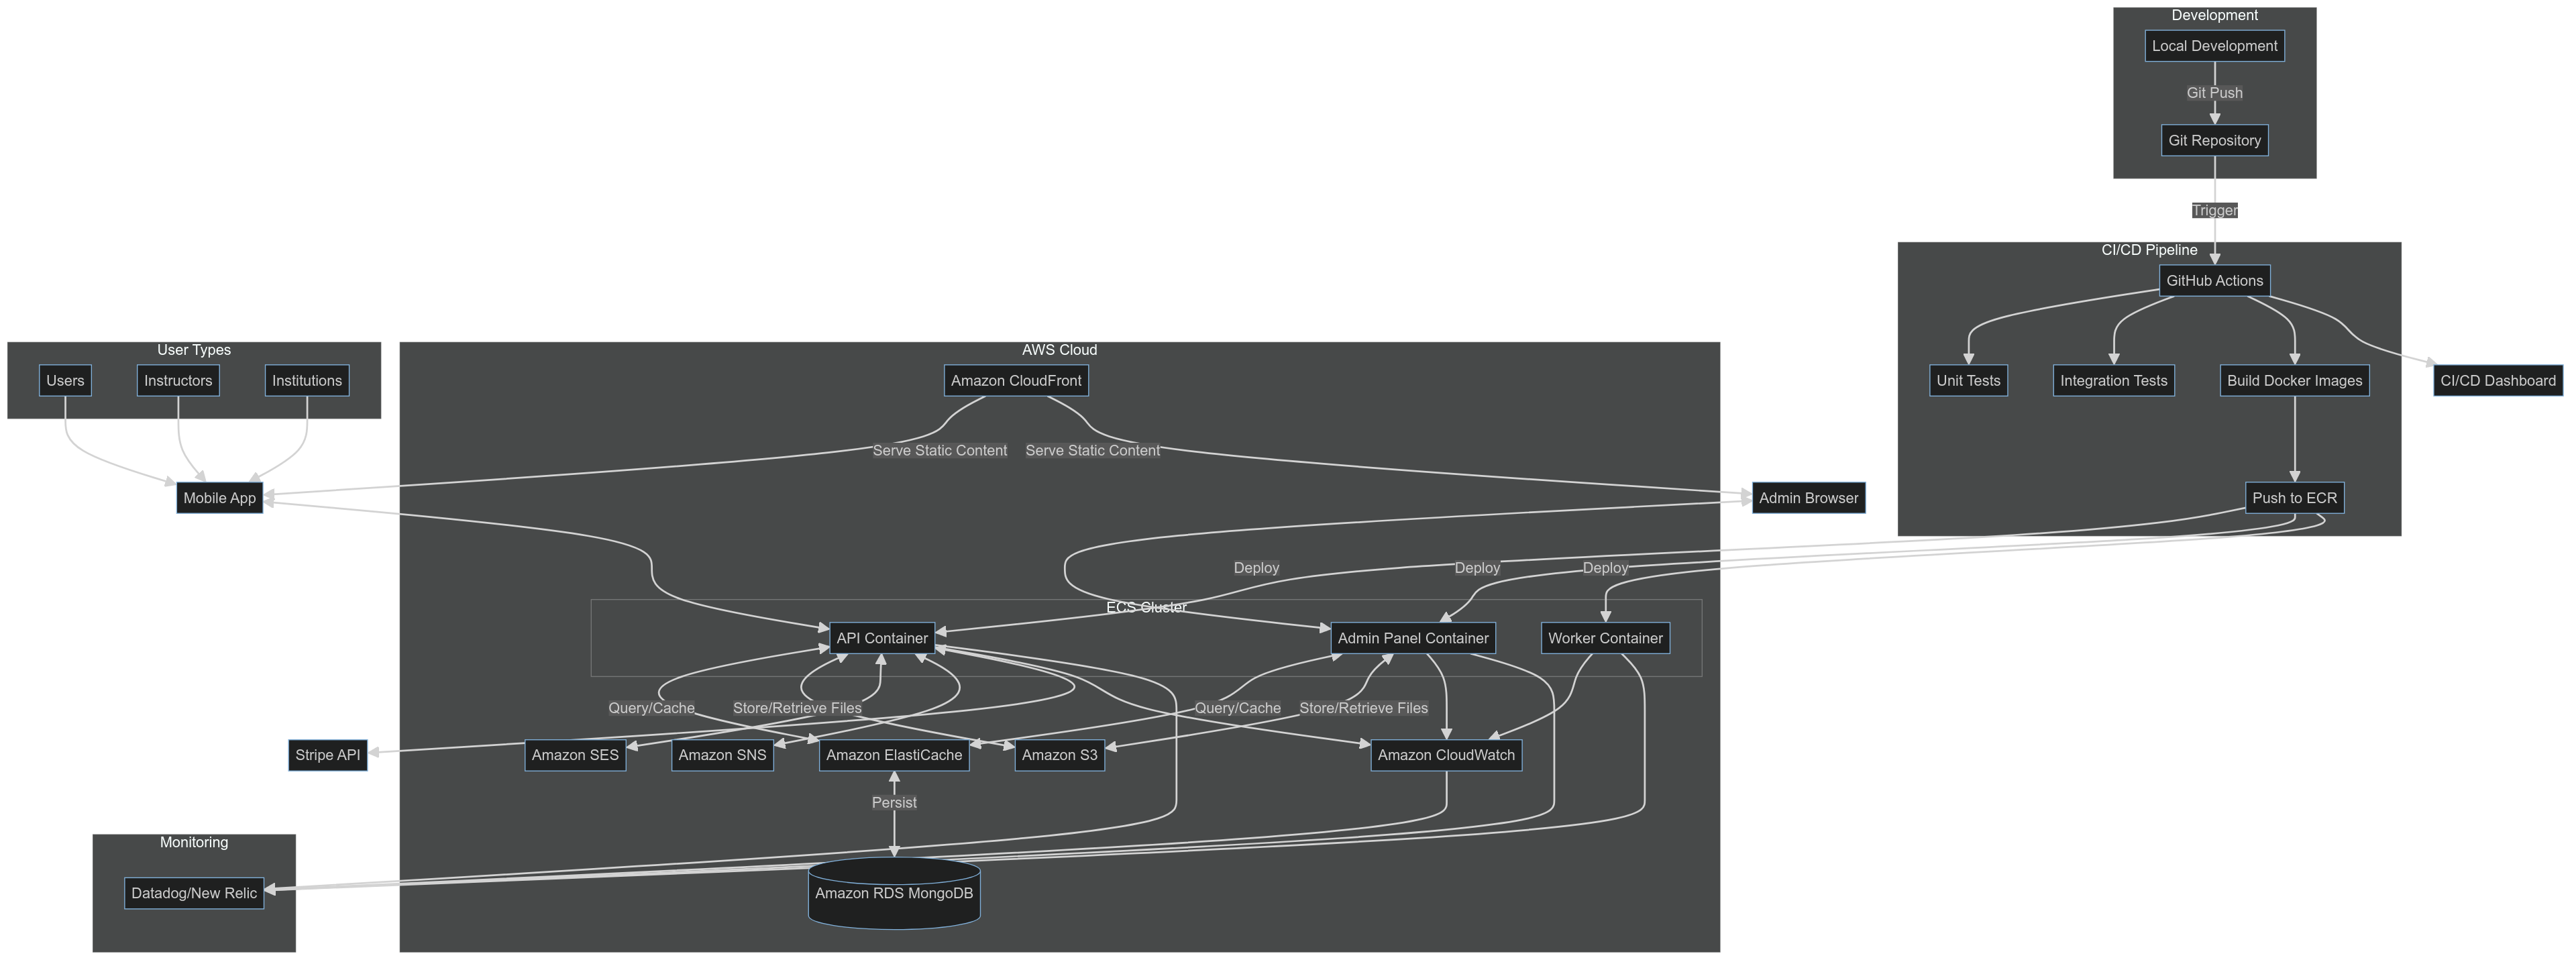 Development
Local Development
Git Push
Git Repository
Trigger
CI/CD Pipeline
GitHub Actions
Unit Tests
Integration Tests
Build Docker Images
CI/CD Dashboard
Push to ECR
User Types
Users
Instructors
Institutions
Mobile App
AWS Cloud
Amazon CloudFront
Serve Static Content
Serve Static Content
Admin Browser
Deploy
Deploy
Deploy
ECS Cluster
API Container
Admin Panel Container
Worker Container
Query/Cache
Store/Retrieve Files
Query/Cache
Store/Retrieve Files
Stripe API
Amazon SES
Amazon SNS
Amazon ElastiCache
Amazon S3
Amazon CloudWatch
Persist
Monitoring
Datadog/New Relic
Amazon RDS MongoDB